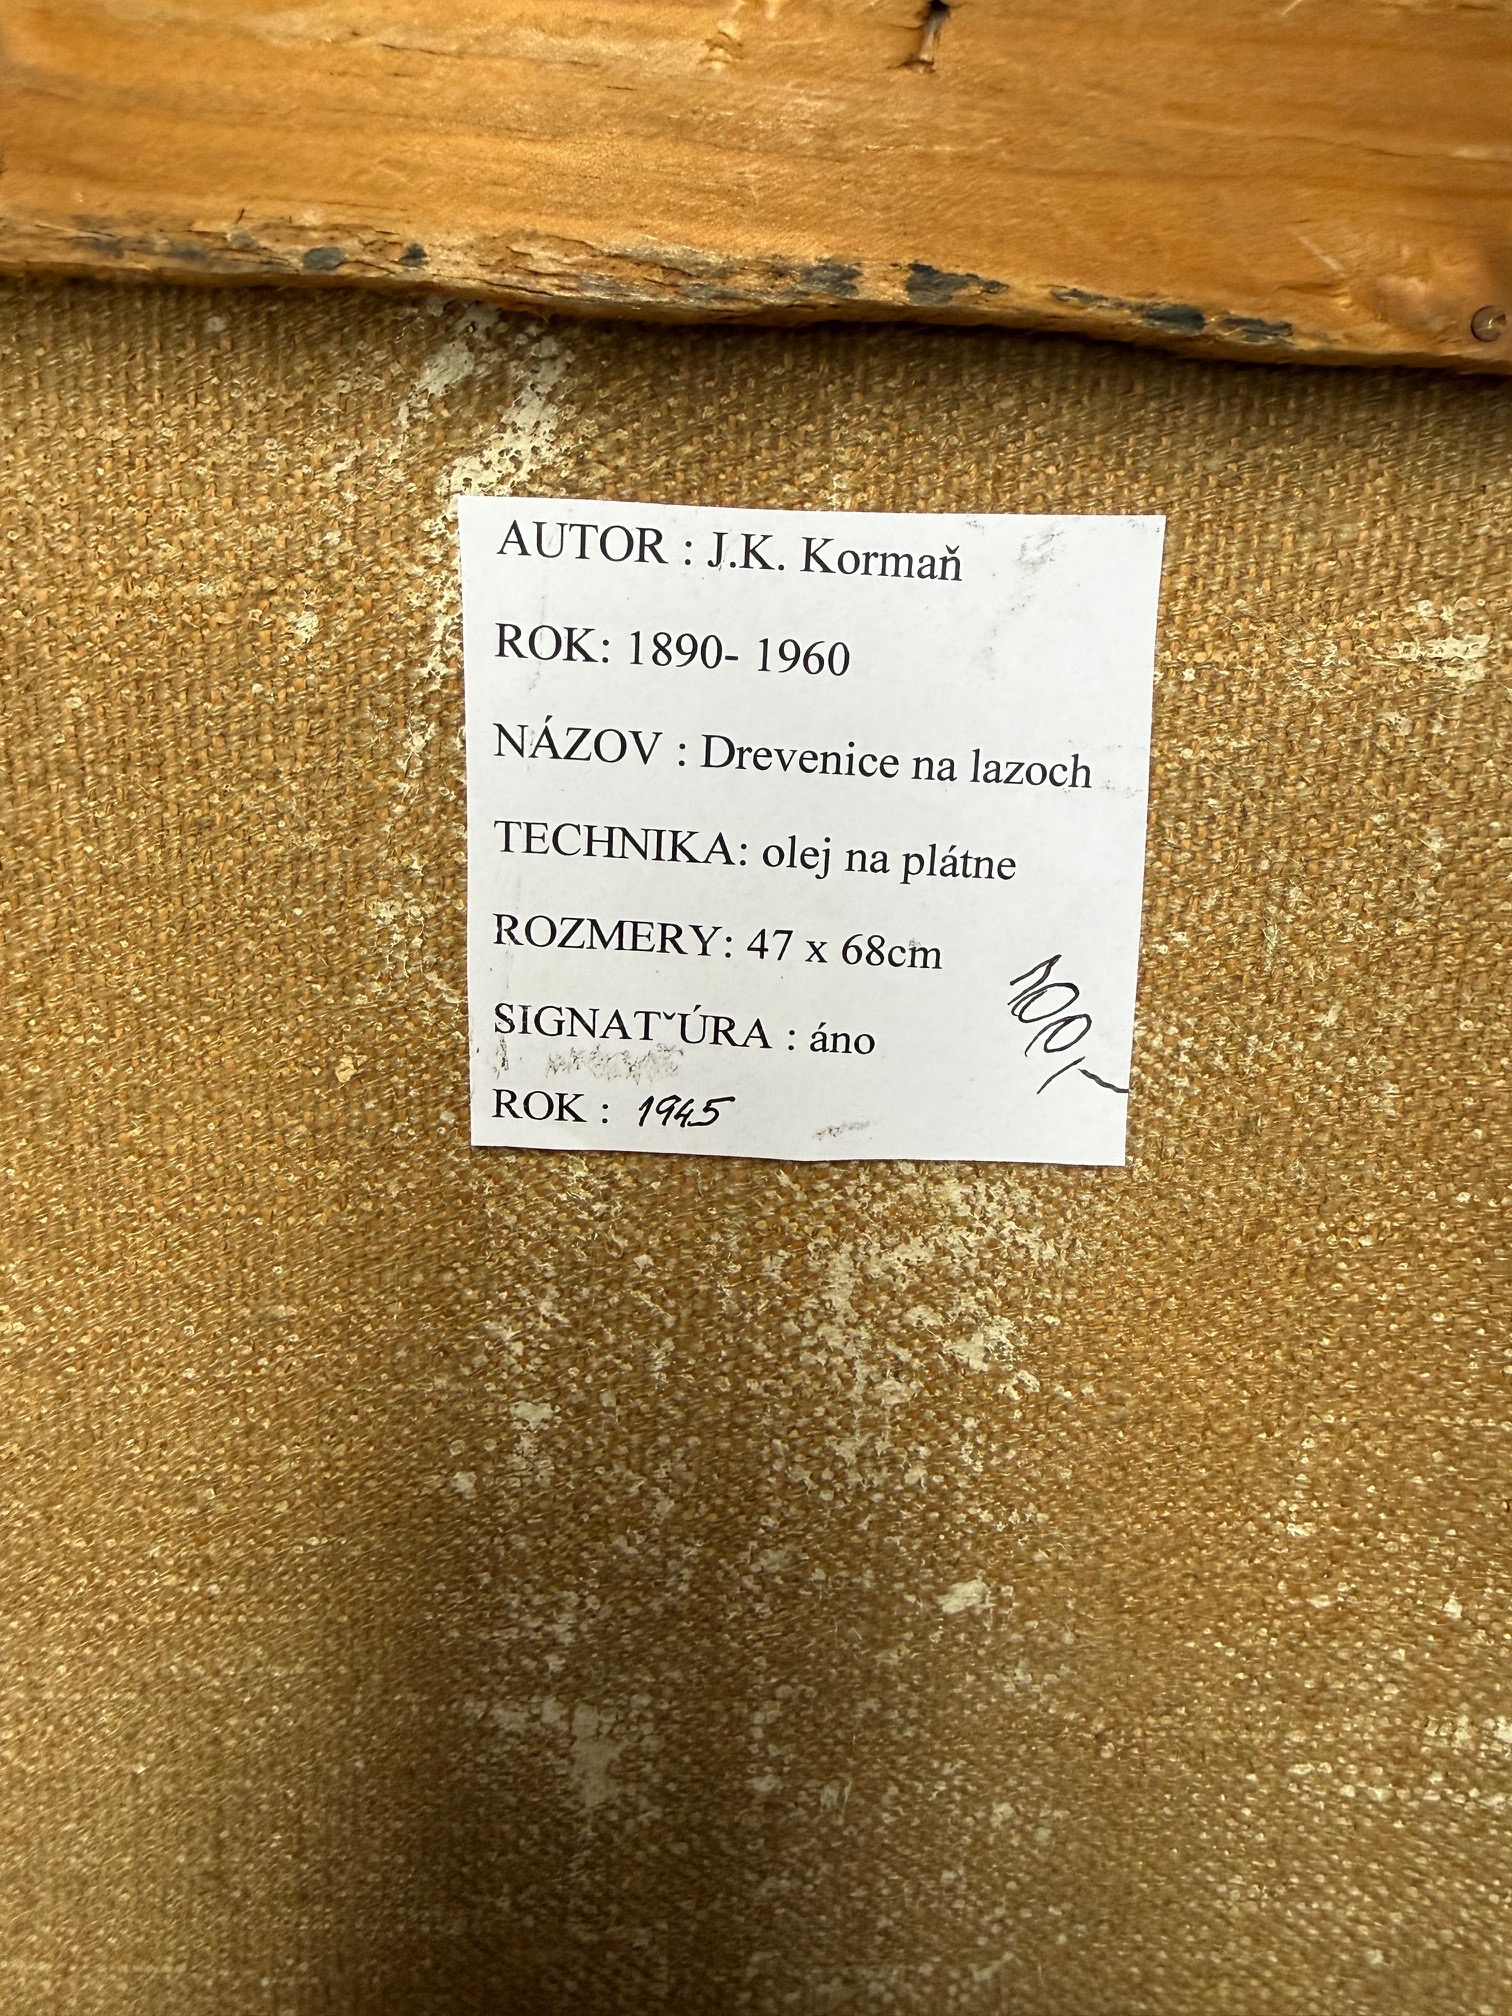 AUTOR : J.K. Kormaň
ROK: 1890- 1960
NÁZOV : Drevenice na lazoch
TECHNIKA: olej na plátne
ROZMERY: 47 x 68cm
SIGNATˇÚRA : áno
100,-
ROK : 1945